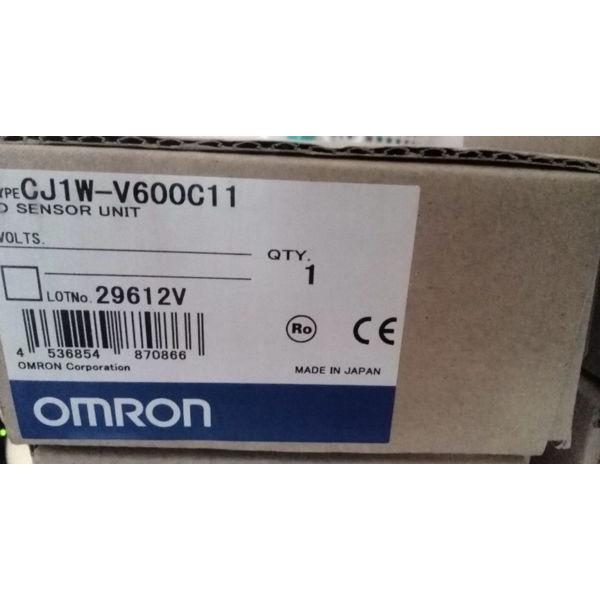 YPE CJ1W-V600C11
D SENSOR UNIT
VOLTS.
QTY.
1
LOTNo. 29612V
Ro
CE
4 536854 870866
OMRON Corporation
MADE IN JAPAN
OMRON